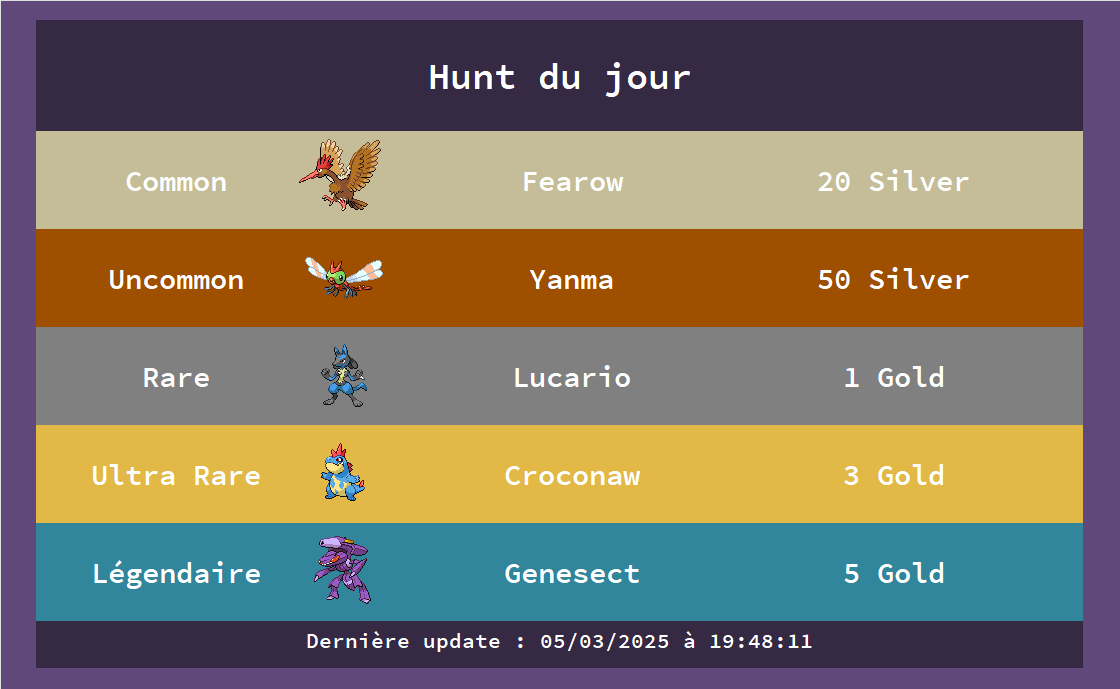 Hunt du jour
Common Fearow 20 Silver
Uncommon Yanma 50 Silver
Rare Lucario 1 Gold
Ultra Rare Croconaw 3 Gold
Légendaire Genesect 5 Gold
Dernière update : 05/03/2025 à 19:48:11